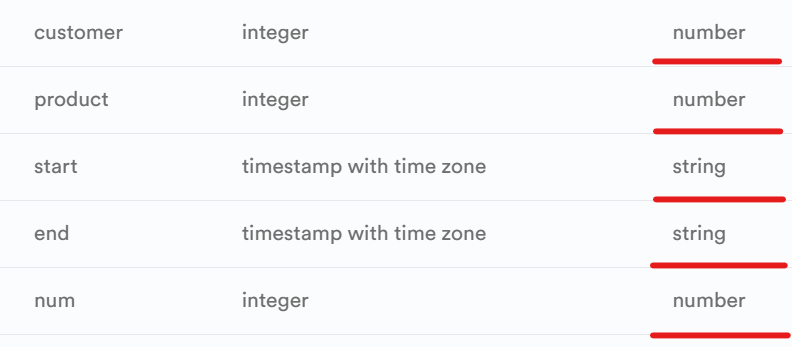 customer integer number
product integer number
start timestamp with time zone string
end timestamp with time zone string
num integer number